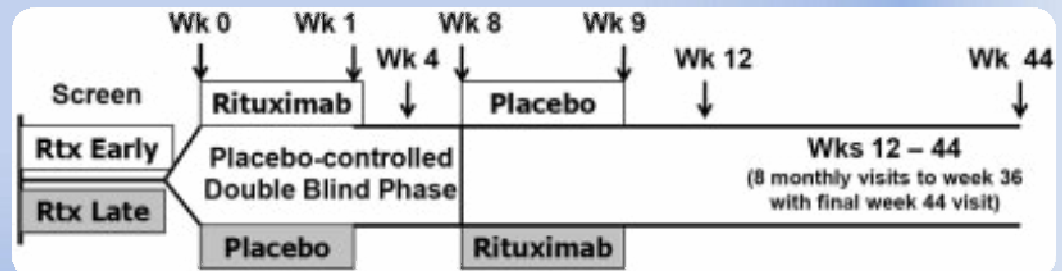 Wk 0 Wk 1 Wk 8 Wk 9
Wk 4 Wk 12 Wk 44
Screen
Rituximab Placebo
Rtx Early
Placebo-controlled
Double Blind Phase
Wks 12 – 44
(8 monthly visits to week 36
with final week 44 visit)
Rtx Late
Placebo Rituximab